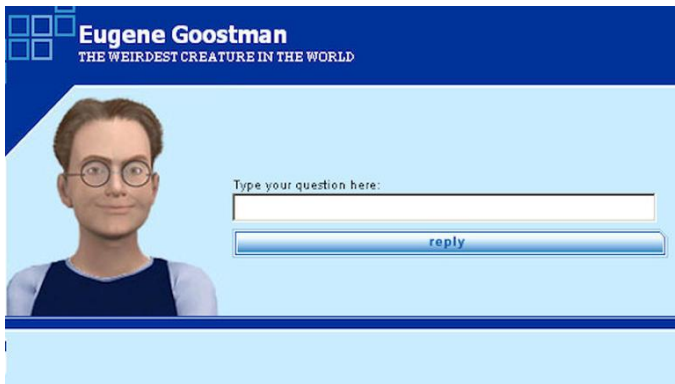 Eugene Goostman
THE WEIRDEST CREATURE IN THE WORLD
Type your question here:
reply